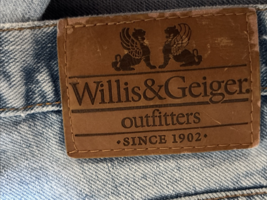 Willis&Geiger.
outfitters
• SINCE 1902 •